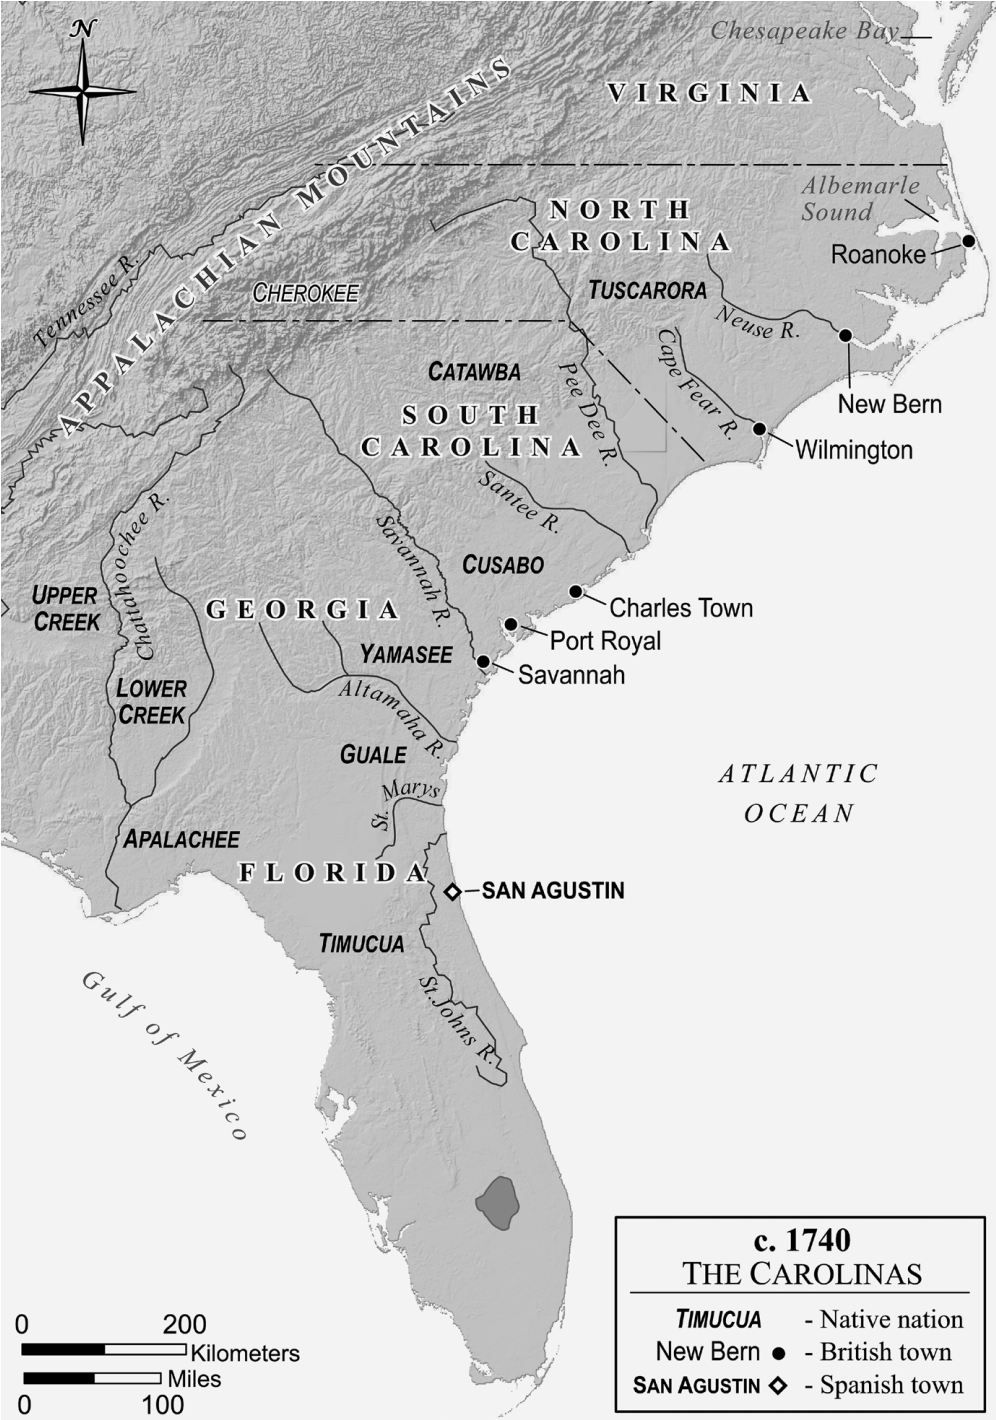 N
Chesapeake Bay
VIRGINIA
APPALACHIAN MOUNTAINS
Albemarle
Sound
NORTH
CAROLINA
Roanoke
Tennessee R.
CHEROKEE
TUSCARORA
Neuse R.
Cape Fear R.
CATAWBA
Pee Dee R.
New Bern
SOUTH
CAROLINA
Wilmington
Santee R.
Chattahoochee R.
Savannah R.
CUSABO
UPPER
CREEK
GEORGIA
Charles Town
Port Royal
YAMASEE
Savannah
LOWER
CREEK
Altamaha R.
GUALE
ATLANTIC
OCEAN
St. Marys
APALACHEE
FLORIDA
SAN AGUSTIN
TIMUCUA
St. Johns R.
Gulf of Mexico
c. 1740
THE CAROLINAS
TIMUCUA - Native nation
New Bern - British town
SAN AGUSTIN - Spanish town
0 200
Kilometers
Miles
0 100